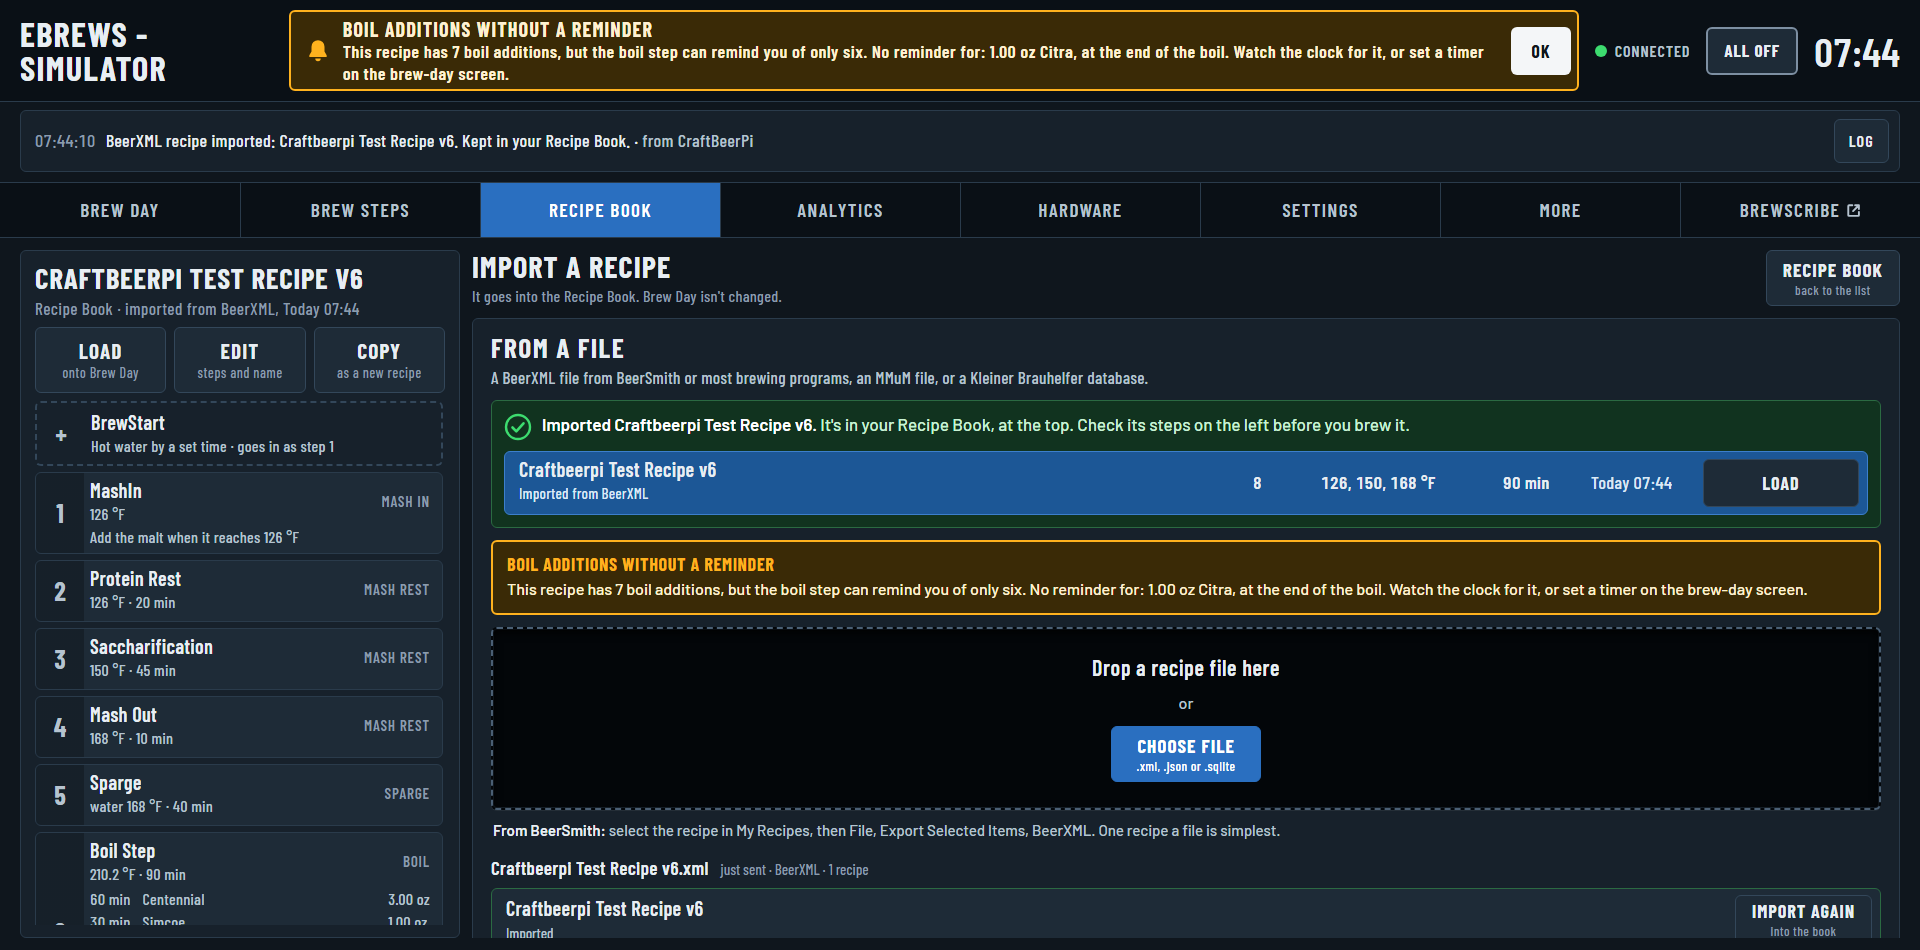 EBREWS -
SIMULATOR
BOIL ADDITIONS WITHOUT A REMINDER
This recipe has 7 boil additions, but the boil step can remind you of only six. No reminder for: 1.00 oz Citra, at the end of the boil. Watch the clock for it, or set a timer
on the brew-day screen.
OK
CONNECTED
ALL OFF
07:44
07:44:10 BeerXML recipe imported: Craftbeerpi Test Recipe v6. Kept in your Recipe Book. · from CraftBeerPi
LOG
BREW DAY
BREW STEPS
RECIPE BOOK
ANALYTICS
HARDWARE
SETTINGS
MORE
BREWSCRIBE
CRAFTBEERPI TEST RECIPE V6
Recipe Book · imported from BeerXML, Today 07:44
LOAD
onto Brew Day
EDIT
steps and name
COPY
as a new recipe
+ BrewStart
Hot water by a set time · goes in as step 1
1 MashIn
MASH IN
126 °F
Add the malt when it reaches 126 °F
2 Protein Rest
MASH REST
126 °F · 20 min
3 Saccharification
MASH REST
150 °F · 45 min
4 Mash Out
MASH REST
168 °F · 10 min
5 Sparge
SPARGE
water 168 °F · 40 min
Boil Step
BOIL
210.2 °F · 90 min
60 min Centennial 3.00 oz
30 min Simcoe 1.00 oz
IMPORT A RECIPE
It goes into the Recipe Book. Brew Day isn't changed.
RECIPE BOOK
back to the list
FROM A FILE
A BeerXML file from BeerSmith or most brewing programs, an MMuM file, or a Kleiner Brauhelfer database.
Imported Craftbeerpi Test Recipe v6. It's in your Recipe Book, at the top. Check its steps on the left before you brew it.
Craftbeerpi Test Recipe v6
Imported from BeerXML
8 126, 150, 168 °F 90 min Today 07:44 LOAD
BOIL ADDITIONS WITHOUT A REMINDER
This recipe has 7 boil additions, but the boil step can remind you of only six. No reminder for: 1.00 oz Citra, at the end of the boil. Watch the clock for it, or set a timer on the brew-day screen.
Drop a recipe file here
or
CHOOSE FILE
.xml, .json or .sqlite
From BeerSmith: select the recipe in My Recipes, then File, Export Selected Items, BeerXML. One recipe a file is simplest.
Craftbeerpi Test Recipe v6.xml just sent · BeerXML · 1 recipe
Craftbeerpi Test Recipe v6
Imported
IMPORT AGAIN
Into the book